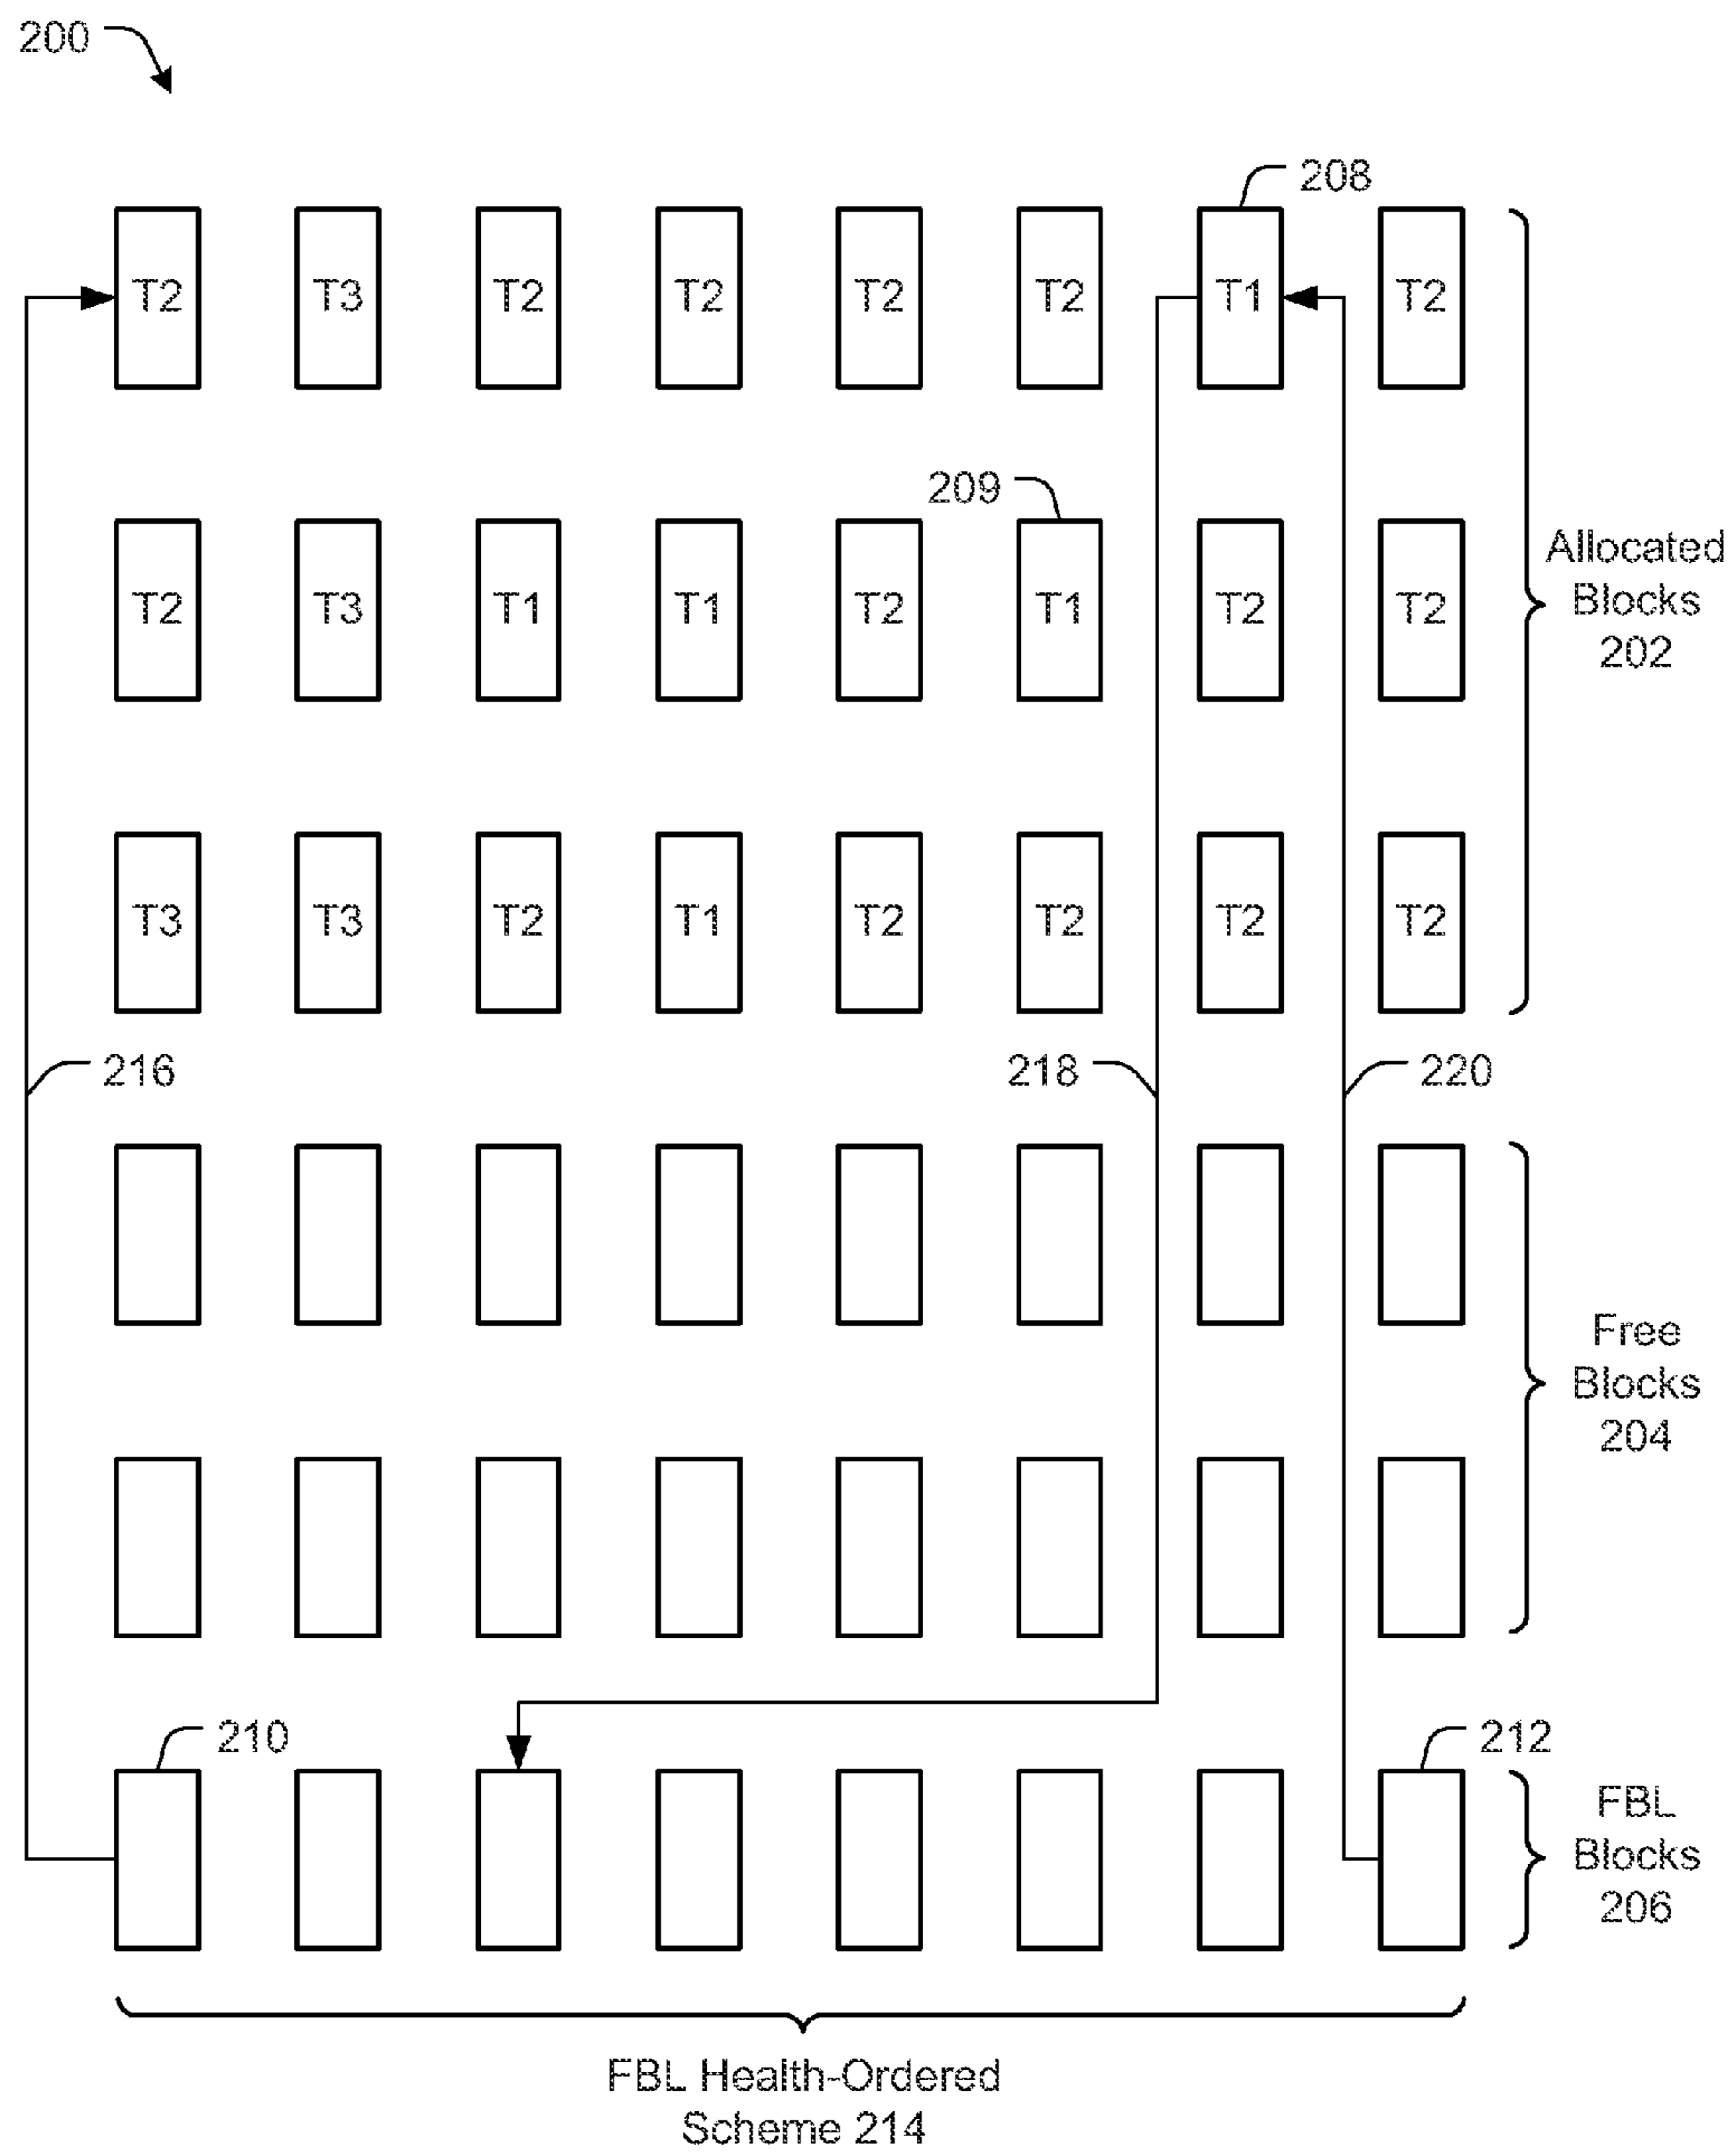 200
208
T2 T3 T2 T2 T2 T2 T1 T2
209
T2 T3 T1 T1 T2 T1 T2 T2
Allocated
Blocks
202
T3 T3 T2 T1 T2 T2 T2 T2
216 218 220
Free
Blocks
204
210 212
FBL
Blocks
206
FBL Health-Ordered
Scheme 214